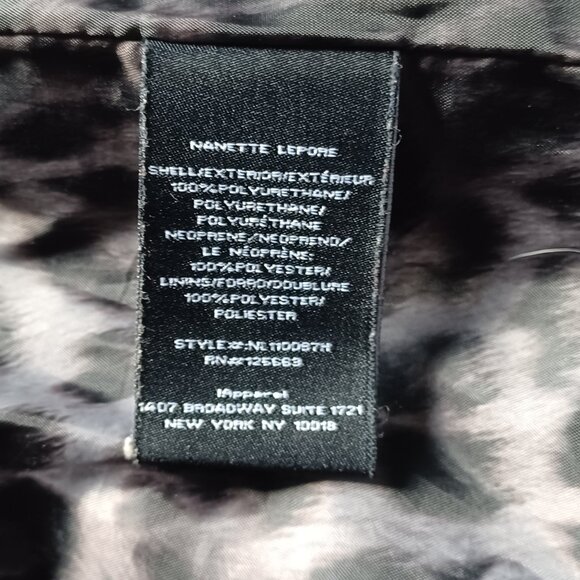 NANETTE LEPORE
SHELL/EXTERIOR/EXTÉRIEUR
100%POLYURETHANE/
POLYURETHANE/
POLYURÉTHANE
NEOPRENE/NEOPRENO/
LE NÉOPRÈNE:
100%POLYESTER/
LINING/FORRO/DOUBLURE
100%POLYESTER/
POLIESTER
STYLE#:NL110087H
RN#125669
IApparel
1407 BROADWAY SUITE 1721
NEW YORK NY 10018